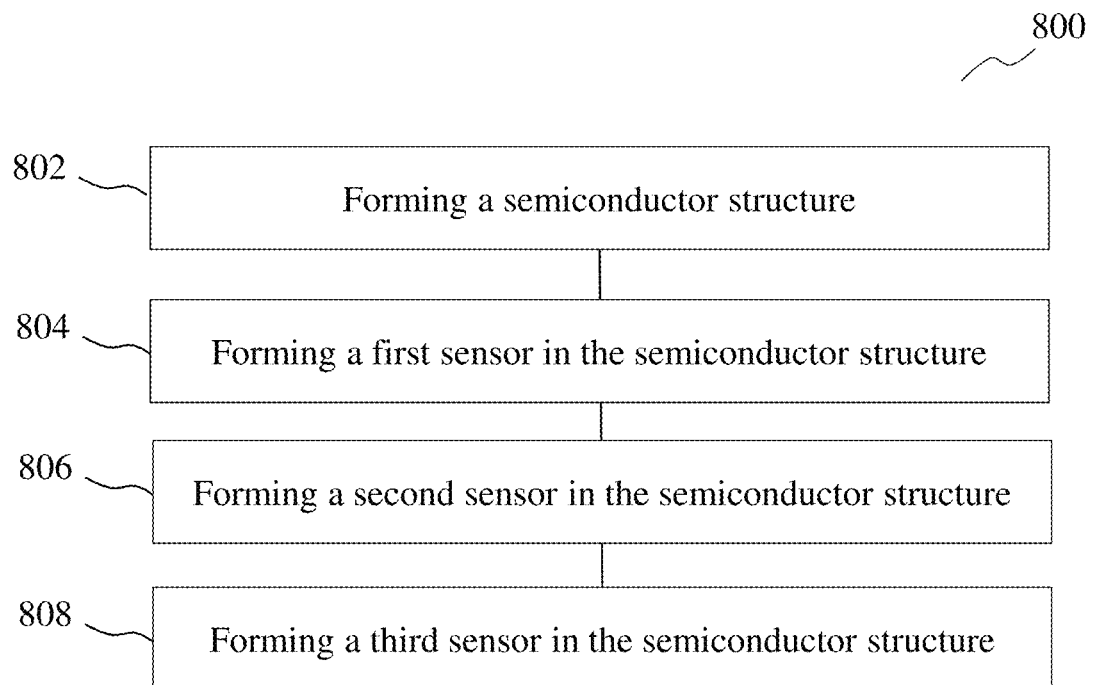 800
802
Forming a semiconductor structure
804
Forming a first sensor in the semiconductor structure
806
Forming a second sensor in the semiconductor structure
808
Forming a third sensor in the semiconductor structure